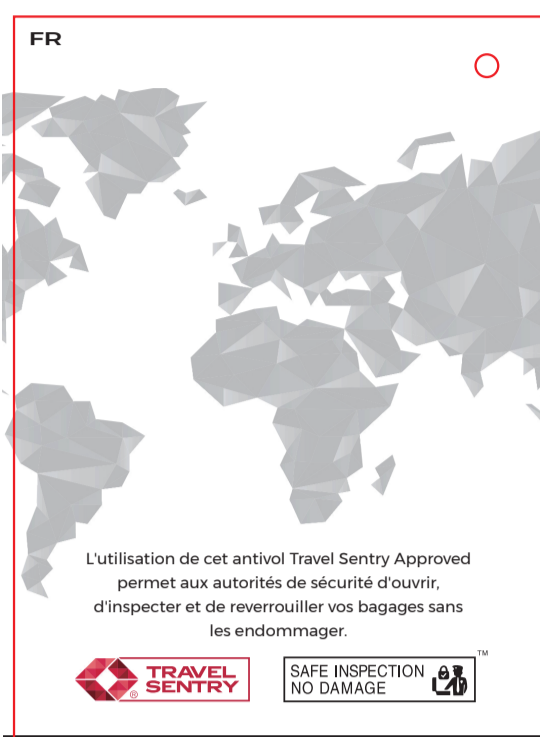 FR
L'utilisation de cet antivol Travel Sentry Approved
permet aux autorités de sécurité d'ouvrir,
d'inspecter et de reverrouiller vos bagages sans
les endommager.
TRAVEL
SENTRY
®
SAFE INSPECTION
NO DAMAGE
™